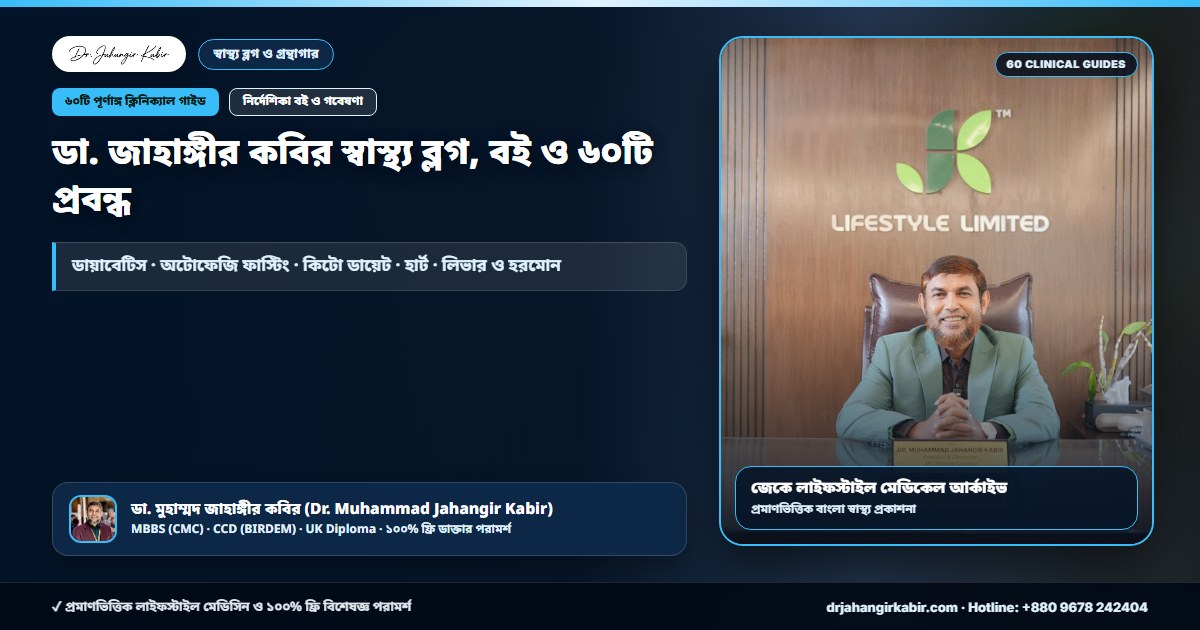 Dr. Jahangir Kabir
স্বাস্থ্য ব্লগ ও গ্রন্থাগার
৬০টি পূর্ণাঙ্গ ক্লিনিক্যাল গাইড
নির্দেশিকা বই ও গবেষণা
ডা. জাহাঙ্গীর কবির স্বাস্থ্য ব্লগ, বই ও ৬০টি
প্রবন্ধ
ডায়াবেটিস · অটোফেজি ফাস্টিং · কিটো ডায়েট · হার্ট · লিভার ও হরমোন
ডা. মুহাম্মদ জাহাঙ্গীর কবির (Dr. Muhammad Jahangir Kabir)
MBBS (CMC) · CCD (BIRDEM) · UK Diploma · ১০০% ফ্রি ডাক্তার পরামর্শ
60 CLINICAL GUIDES
JK TM
LIFESTYLE LIMITED
DR. MUHAMMAD JAHANGIR KABIR
জেকে লাইফস্টাইল মেডিকেল আর্কাইভ
প্রমাণভিত্তিক বাংলা স্বাস্থ্য প্রকাশনা
✓ প্রমাণভিত্তিক লাইফস্টাইল মেডিসিন ও ১০০% ফ্রি বিশেষজ্ঞ পরামর্শ
drjahangirkabir.com · Hotline: +880 9678 242404